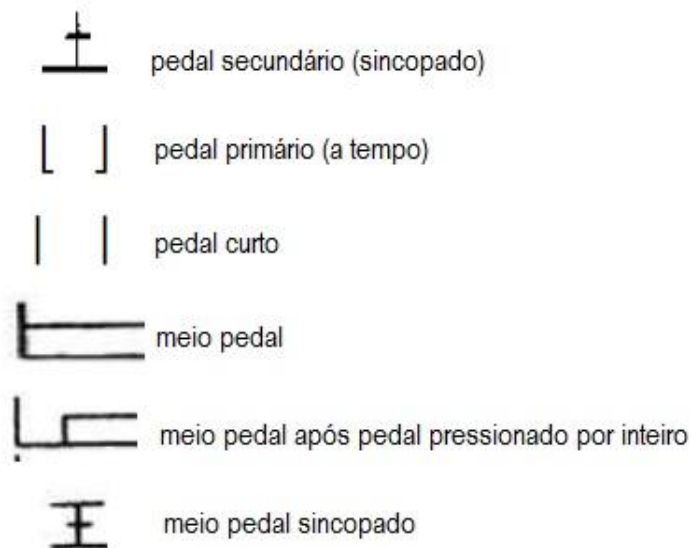 pedal secundário (sincopado)
pedal primário (a tempo)
pedal curto
meio pedal
meio pedal após pedal pressionado por inteiro
meio pedal sincopado